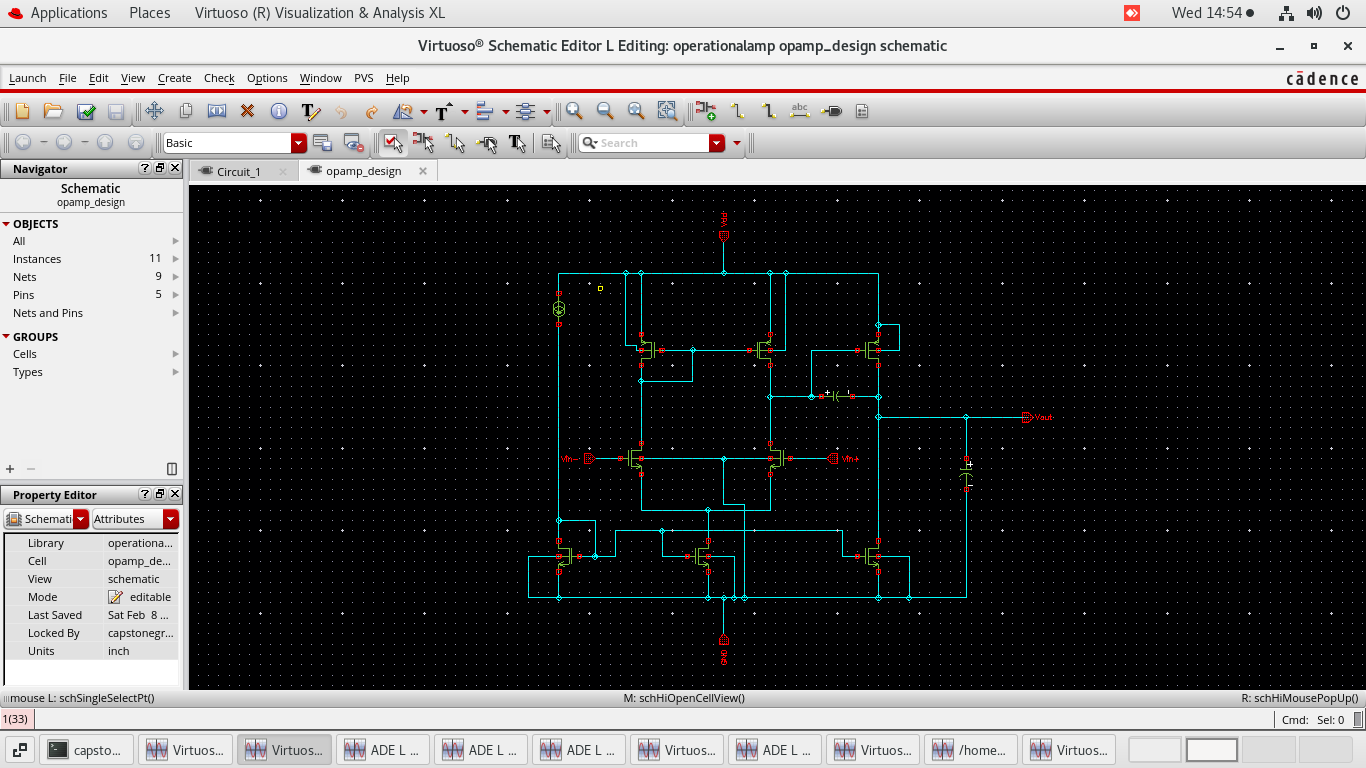 Applications Places Virtuoso (R) Visualization & Analysis XL Wed 14:54
Virtuoso® Schematic Editor L Editing: operationalamp opamp_design schematic
Launch File Edit View Create Check Options Window PVS Help cādence
abc
Basic Search
Navigator ? Circuit_1 opamp_design
Schematic
opamp_design
OBJECTS
All
Instances 11
Nets 9
Pins 5
Nets and Pins
GROUPS
Cells
Types
Vout
Vin- Vin+
Property Editor ?
Schemati Attributes
Library operationa...
Cell opamp_de...
View schematic
Mode editable
Last Saved Sat Feb 8 ...
Locked By capstonegr...
Units inch
mouse L: schSingleSelectPt() M: schHiOpenCellView() R: schHiMousePopUp()
1(33) Cmd: Sel: 0
capsto... Virtuos... Virtuos... ADE L ... ADE L ... ADE L ... Virtuos... ADE L ... Virtuos... /home... Virtuos...